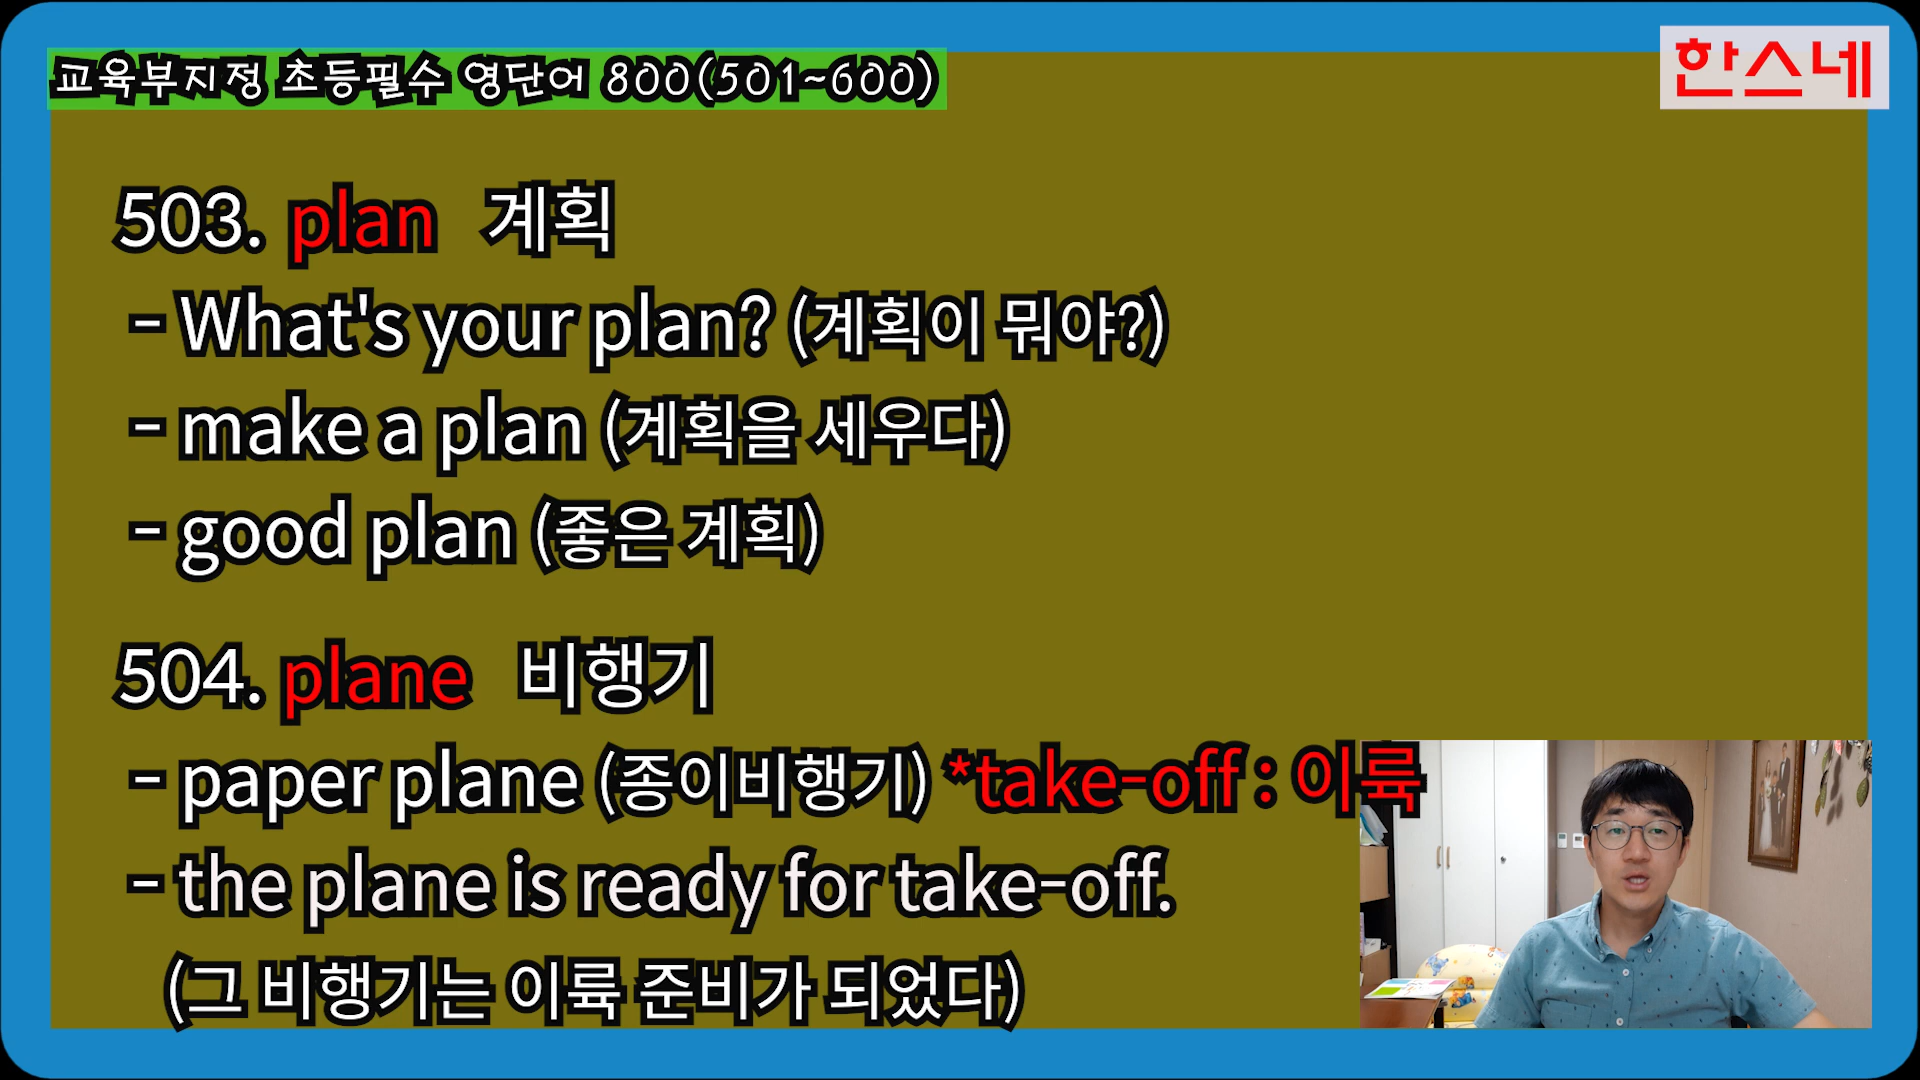 교육부지정 초등필수 영단어 800(501~600)
한스네
503. plan 계획
- What's your plan? (계획이 뭐야?)
- make a plan (계획을 세우다)
- good plan (좋은 계획)
504. plane 비행기
- paper plane (종이비행기) *take-off : 이륙
- the plane is ready for take-off.
(그 비행기는 이륙 준비가 되었다)